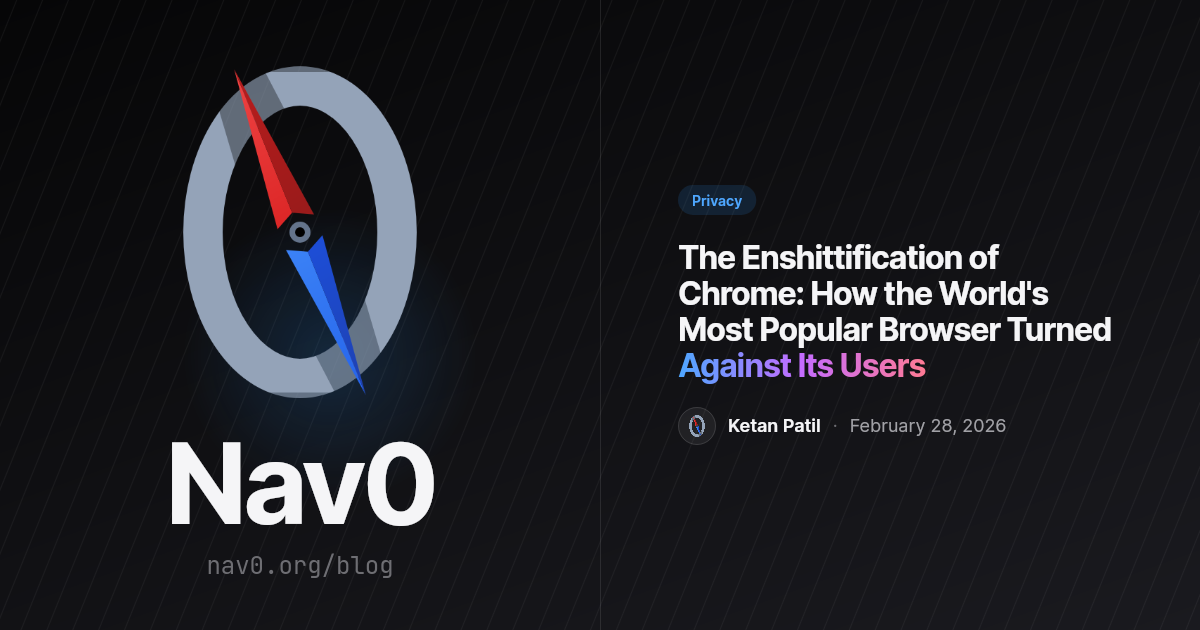 Nav0
nav0.org/blog
Privacy
The Enshittification of
Chrome: How the World's
Most Popular Browser Turned
Against Its Users
Ketan Patil · February 28, 2026